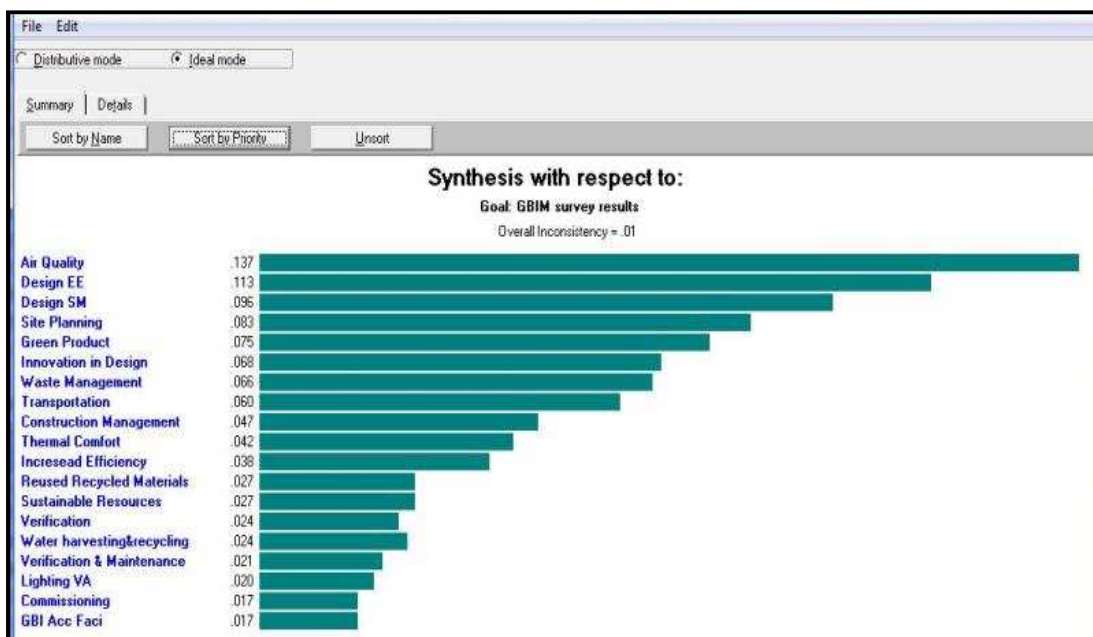 File Edit
Distributive mode Ideal mode
Summary Details
Sort by Name Sort by Priority Unsort
Synthesis with respect to:
Goal: GBIM survey results
Overall Inconsistency = .01
Air Quality .137
Design EE .113
Design SM .096
Site Planning .083
Green Product .075
Innovation in Design .068
Waste Management .066
Transportation .060
Construction Management .047
Thermal Comfort .042
Incresead Efficiency .038
Reused Recycled Materials .027
Sustainable Resources .027
Verification .024
Water harvesting&recycling .024
Verification & Maintenance .021
Lighting VA .020
Commissioning .017
GBI Acc Faci .017